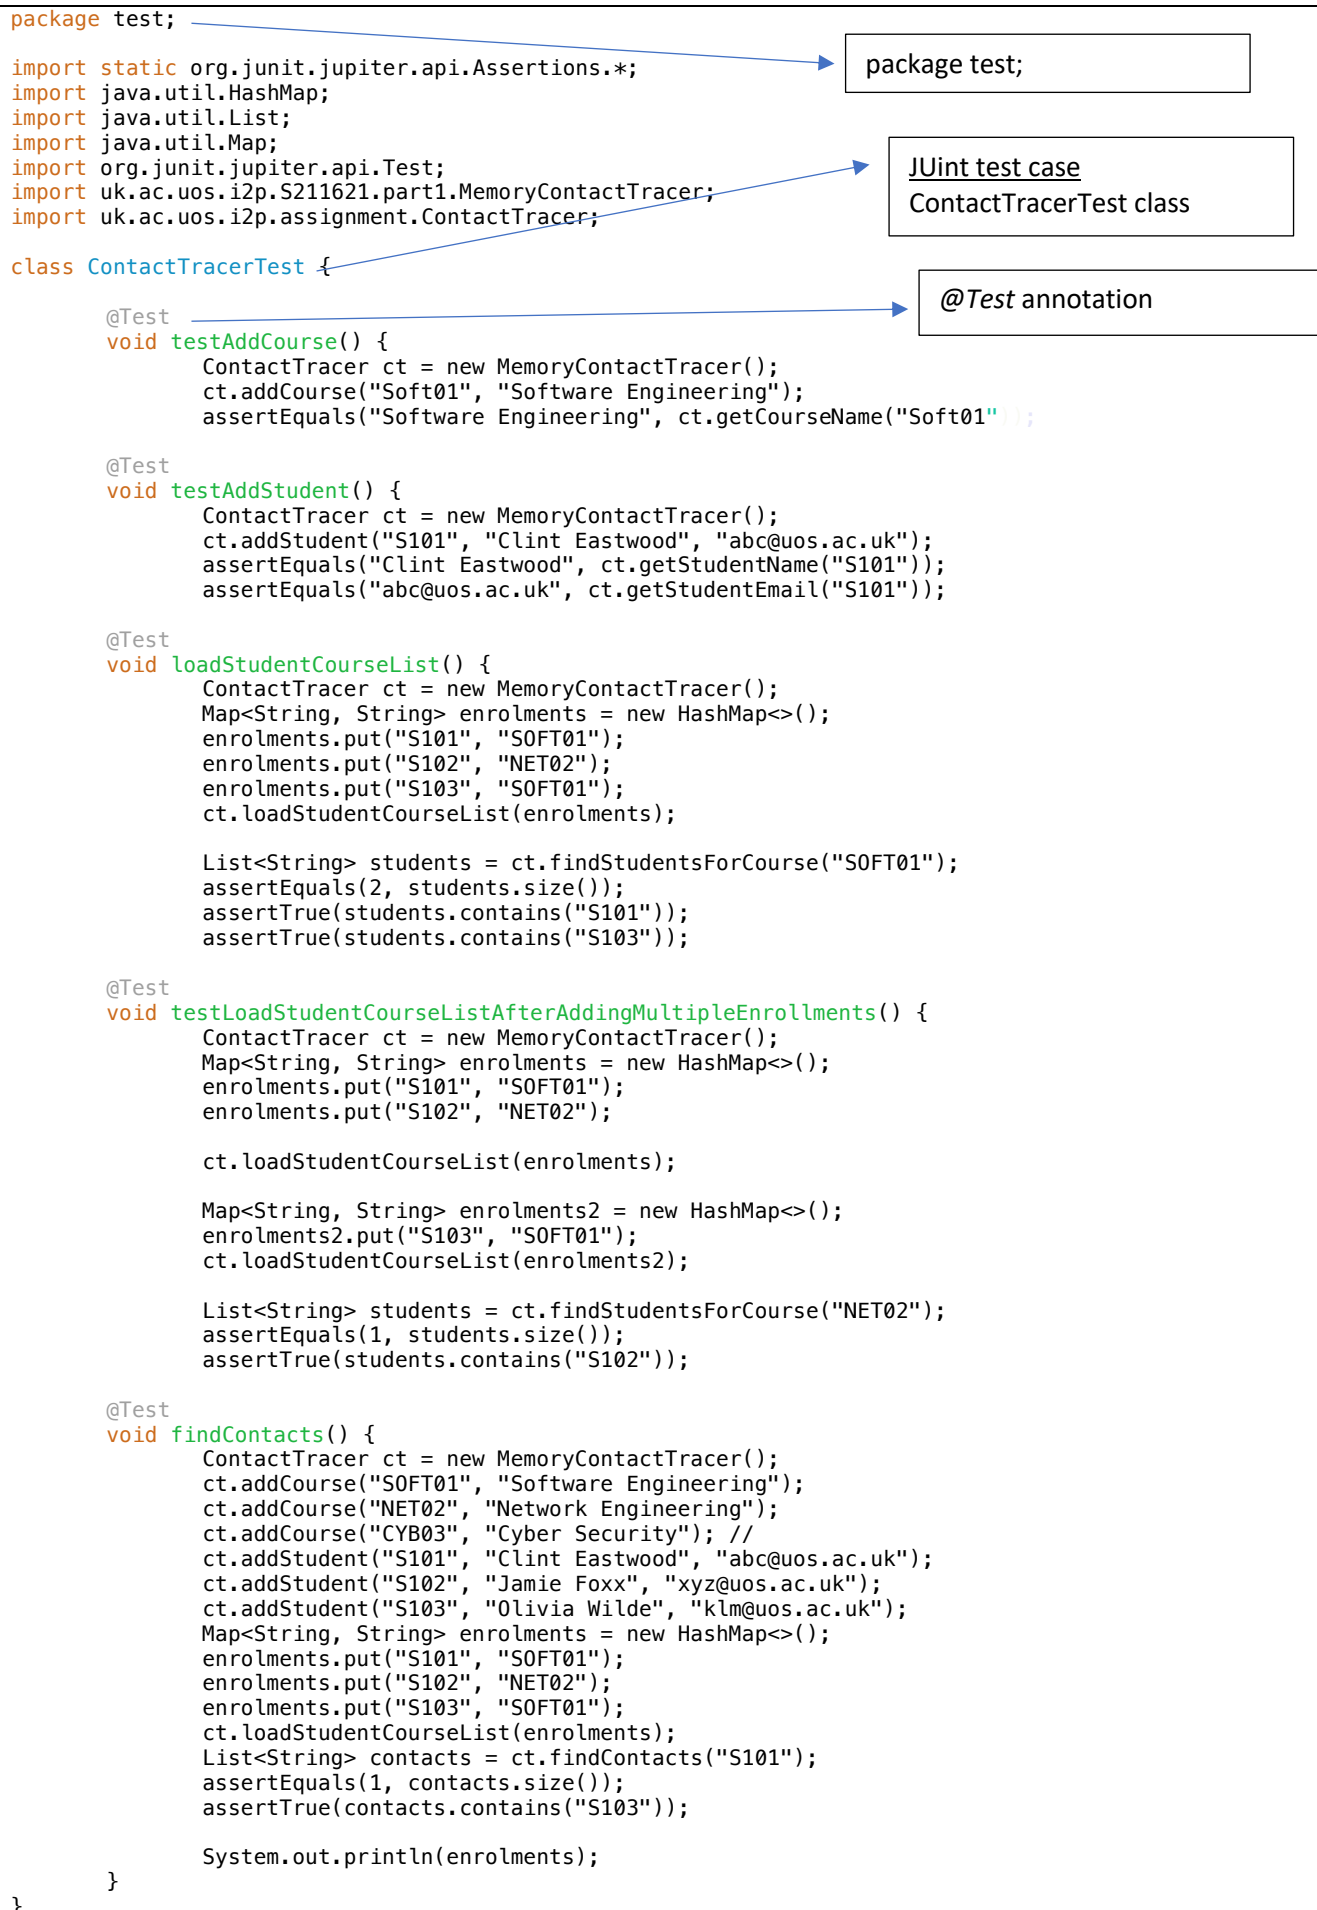 package test;
package test;
import static org.junit.jupiter.api.Assertions.*;
import java.util.HashMap;
import java.util.List;
import java.util.Map;
import org.junit.jupiter.api.Test;
import uk.ac.uos.i2p.S211621.part1.MemoryContactTracer;
import uk.ac.uos.i2p.assignment.ContactTracer;
JUint test case
ContactTracerTest class
class ContactTracerTest {
@Test annotation
@Test
void testAddCourse() {
ContactTracer ct = new MemoryContactTracer();
ct.addCourse("Soft01", "Software Engineering");
assertEquals("Software Engineering", ct.getCourseName("Soft01"));
@Test
void testAddStudent() {
ContactTracer ct = new MemoryContactTracer();
ct.addStudent("S101", "Clint Eastwood", "abc@uos.ac.uk");
assertEquals("Clint Eastwood", ct.getStudentName("S101"));
assertEquals("abc@uos.ac.uk", ct.getStudentEmail("S101"));
@Test
void loadStudentCourseList() {
ContactTracer ct = new MemoryContactTracer();
Map<String, String> enrolments = new HashMap<>();
enrolments.put("S101", "SOFT01");
enrolments.put("S102", "NET02");
enrolments.put("S103", "SOFT01");
ct.loadStudentCourseList(enrolments);
List<String> students = ct.findStudentsForCourse("SOFT01");
assertEquals(2, students.size());
assertTrue(students.contains("S101"));
assertTrue(students.contains("S103"));
@Test
void testLoadStudentCourseListAfterAddingMultipleEnrollments() {
ContactTracer ct = new MemoryContactTracer();
Map<String, String> enrolments = new HashMap<>();
enrolments.put("S101", "SOFT01");
enrolments.put("S102", "NET02");
ct.loadStudentCourseList(enrolments);
Map<String, String> enrolments2 = new HashMap<>();
enrolments2.put("S103", "SOFT01");
ct.loadStudentCourseList(enrolments2);
List<String> students = ct.findStudentsForCourse("NET02");
assertEquals(1, students.size());
assertTrue(students.contains("S102"));
@Test
void findContacts() {
ContactTracer ct = new MemoryContactTracer();
ct.addCourse("SOFT01", "Software Engineering");
ct.addCourse("NET02", "Network Engineering");
ct.addCourse("CYB03", "Cyber Security"); //
ct.addStudent("S101", "Clint Eastwood", "abc@uos.ac.uk");
ct.addStudent("S102", "Jamie Foxx", "xyz@uos.ac.uk");
ct.addStudent("S103", "Olivia Wilde", "klm@uos.ac.uk");
Map<String, String> enrolments = new HashMap<>();
enrolments.put("S101", "SOFT01");
enrolments.put("S102", "NET02");
enrolments.put("S103", "SOFT01");
ct.loadStudentCourseList(enrolments);
List<String> contacts = ct.findContacts("S101");
assertEquals(1, contacts.size());
assertTrue(contacts.contains("S103"));
System.out.println(enrolments);
}
}